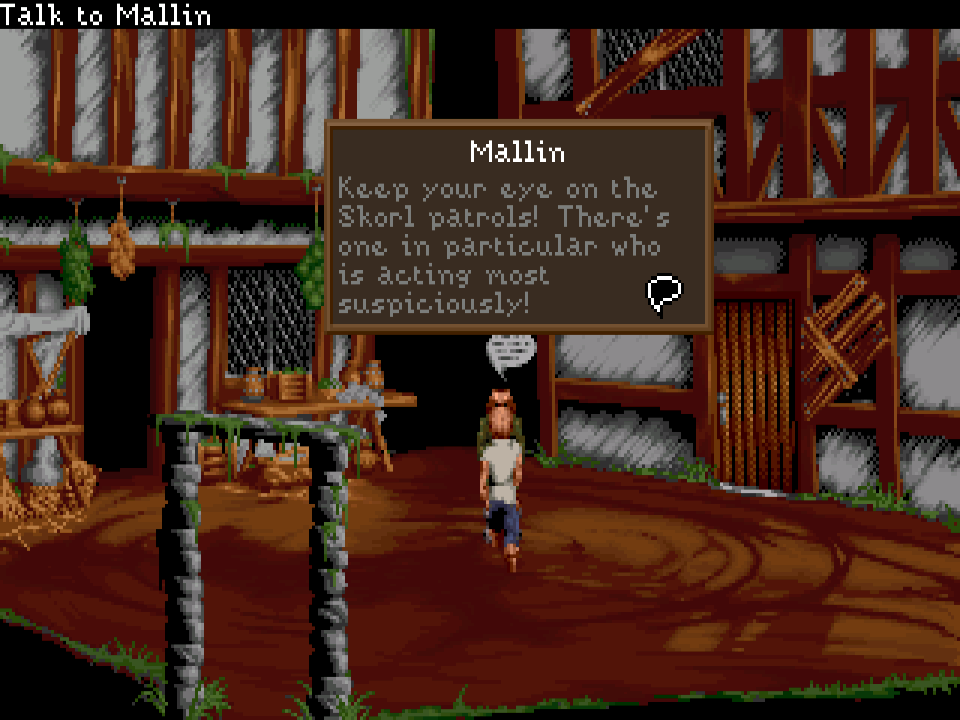 Talk to Mallin
Mallin
Keep your eye on the
Skorl patrols! There's
one in particular who
is acting most
suspiciously!